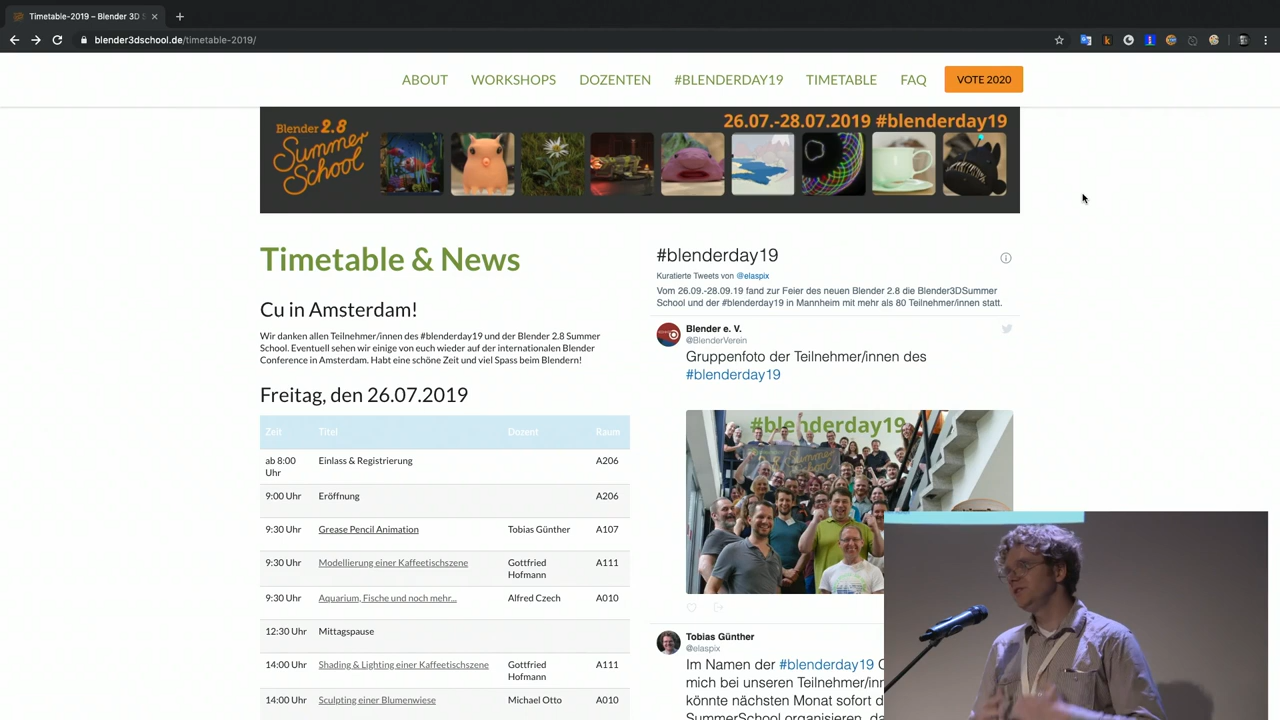 Timetable-2019 – Blender 3D S
blender3dschool.de/timetable-2019/
ABOUT WORKSHOPS DOZENTEN #BLENDERDAY19 TIMETABLE FAQ VOTE 2020
Blender 2.8
Summer
School
26.07.-28.07.2019 #blenderday19
Timetable & News
Cu in Amsterdam!
Wir danken allen Teilnehmer/innen des #blenderday19 und der Blender 2.8 Summer
School. Eventuell sehen wir einige von euch wieder auf der internationalen Blender
Conference in Amsterdam. Habt eine schöne Zeit und viel Spass beim Blendern!
Freitag, den 26.07.2019
Zeit Titel Dozent Raum
ab 8:00 Einlass & Registrierung A206
Uhr
9:00 Uhr Eröffnung A206
9:30 Uhr Grease Pencil Animation Tobias Günther A107
9:30 Uhr Modellierung einer Kaffeetischszene Gottfried A111
Hofmann
9:30 Uhr Aquarium, Fische und noch mehr... Alfred Czech A010
12:30 Uhr Mittagspause
14:00 Uhr Shading & Lighting einer Kaffeetischszene Gottfried A111
Hofmann
14:00 Uhr Sculpting einer Blumenwiese Michael Otto A010
#blenderday19
Kuratierte Tweets von @elaspix
Vom 26.09.-28.09.19 fand zur Feier des neuen Blender 2.8 die Blender3DSummer
School und der #blenderday19 in Mannheim mit mehr als 80 Teilnehmer/innen statt.
Blender e. V.
@BlenderVerein
Gruppenfoto der Teilnehmer/innen des
#blenderday19
#blenderday19
Summer
School
Tobias Günther
@elaspix
Im Namen der #blenderday19
mich bei unseren
könnte nächsten Monat sofort
SummerSchool organisieren,